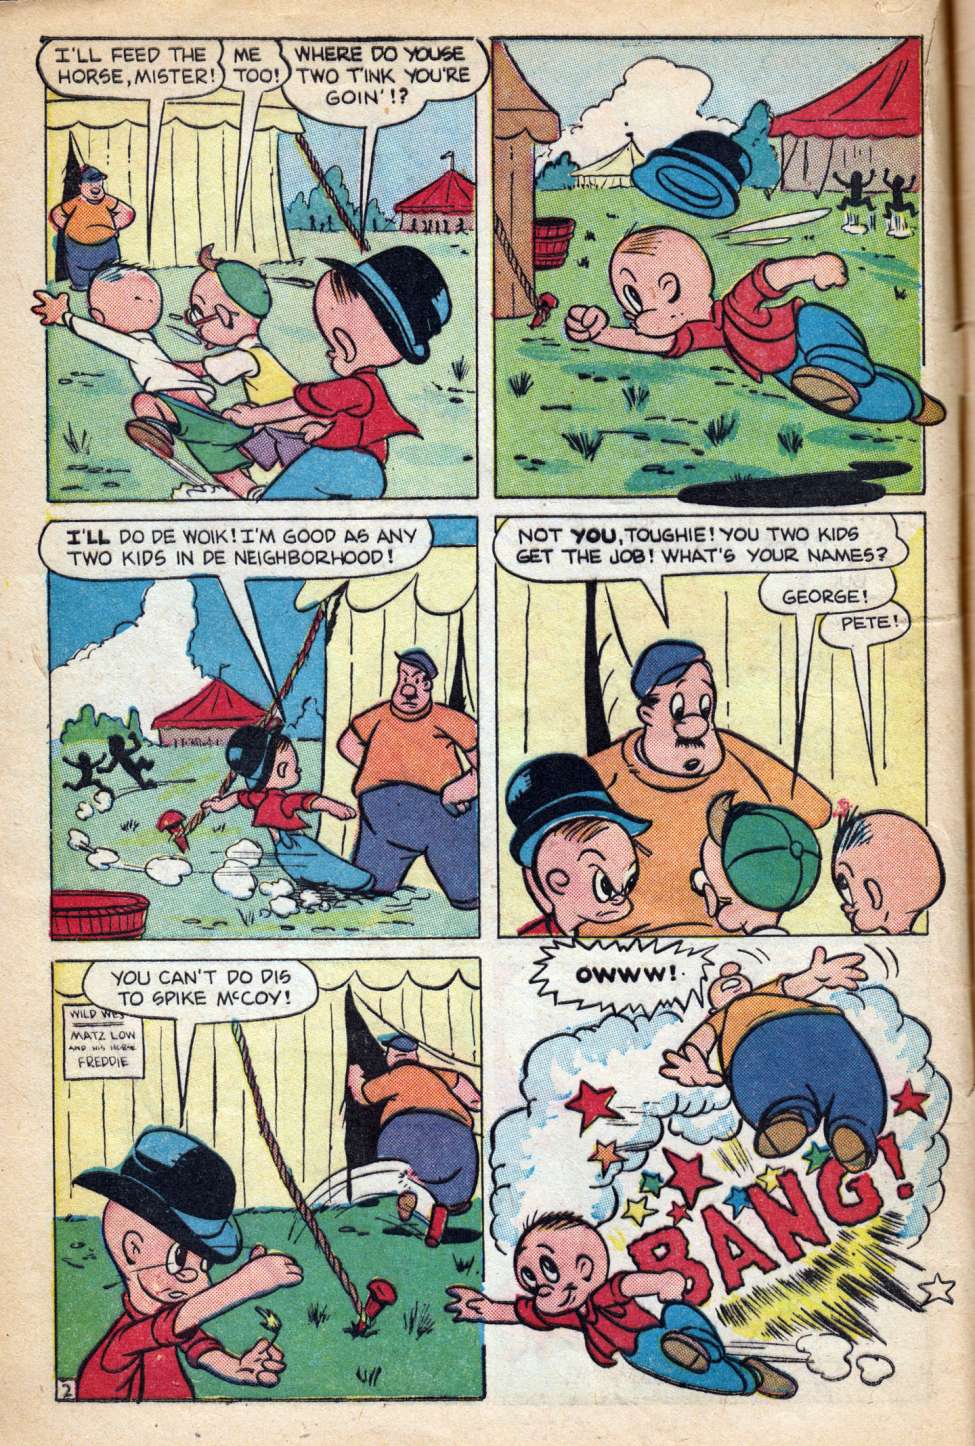 I'LL FEED THE
HORSE, MISTER!
ME
TOO!
WHERE DO YOUSE
TWO T'INK YOU'RE
GOIN'!?
I'LL DO DE WOIK! I'M GOOD AS ANY
TWO KIDS IN DE NEIGHBORHOOD!
NOT YOU, TOUGHIE! YOU TWO KIDS
GET THE JOB! WHAT'S YOUR NAMES?
GEORGE!
PETE!
YOU CAN'T DO DIS
TO SPIKE McCOY!
WILD WES
MATZ LOW
AND HIS HORSE
FREDDIE
OWWW!
BANG!
2